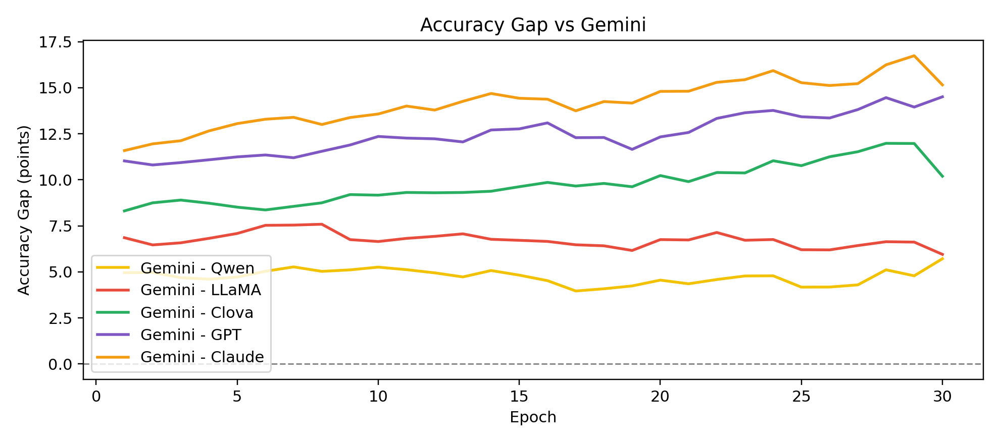 Accuracy Gap vs Gemini
17.5
15.0
12.5
10.0
7.5
5.0
2.5
0.0
Accuracy Gap (points)
Gemini - Qwen
Gemini - LLaMA
Gemini - Clova
Gemini - GPT
Gemini - Claude
0 5 10 15 20 25 30
Epoch